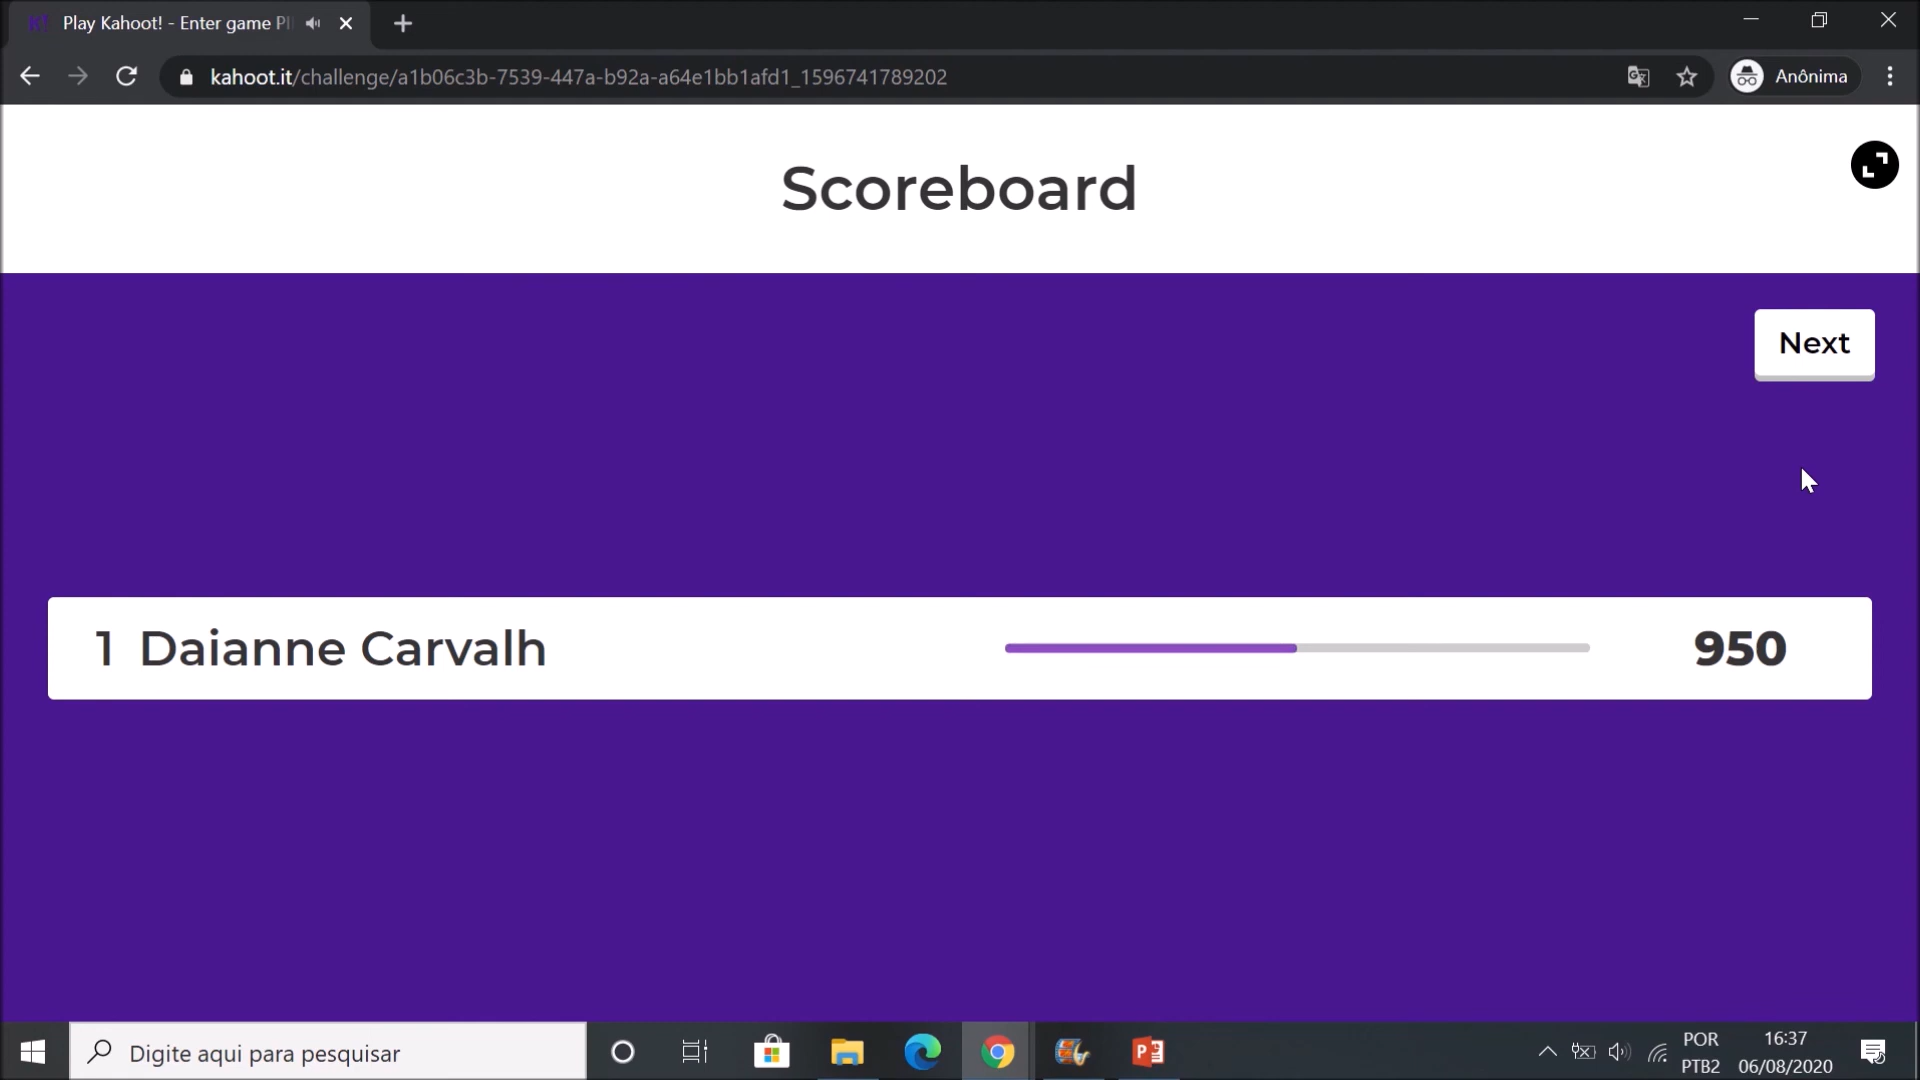 Play Kahoot! - Enter game PI
kahoot.it/challenge/a1b06c3b-7539-447a-b92a-a64e1bb1afd1_1596741789202
Anônima
Scoreboard
Next
1 Daianne Carvalh 950
Digite aqui para pesquisar
POR
PTB2
16:37
06/08/2020